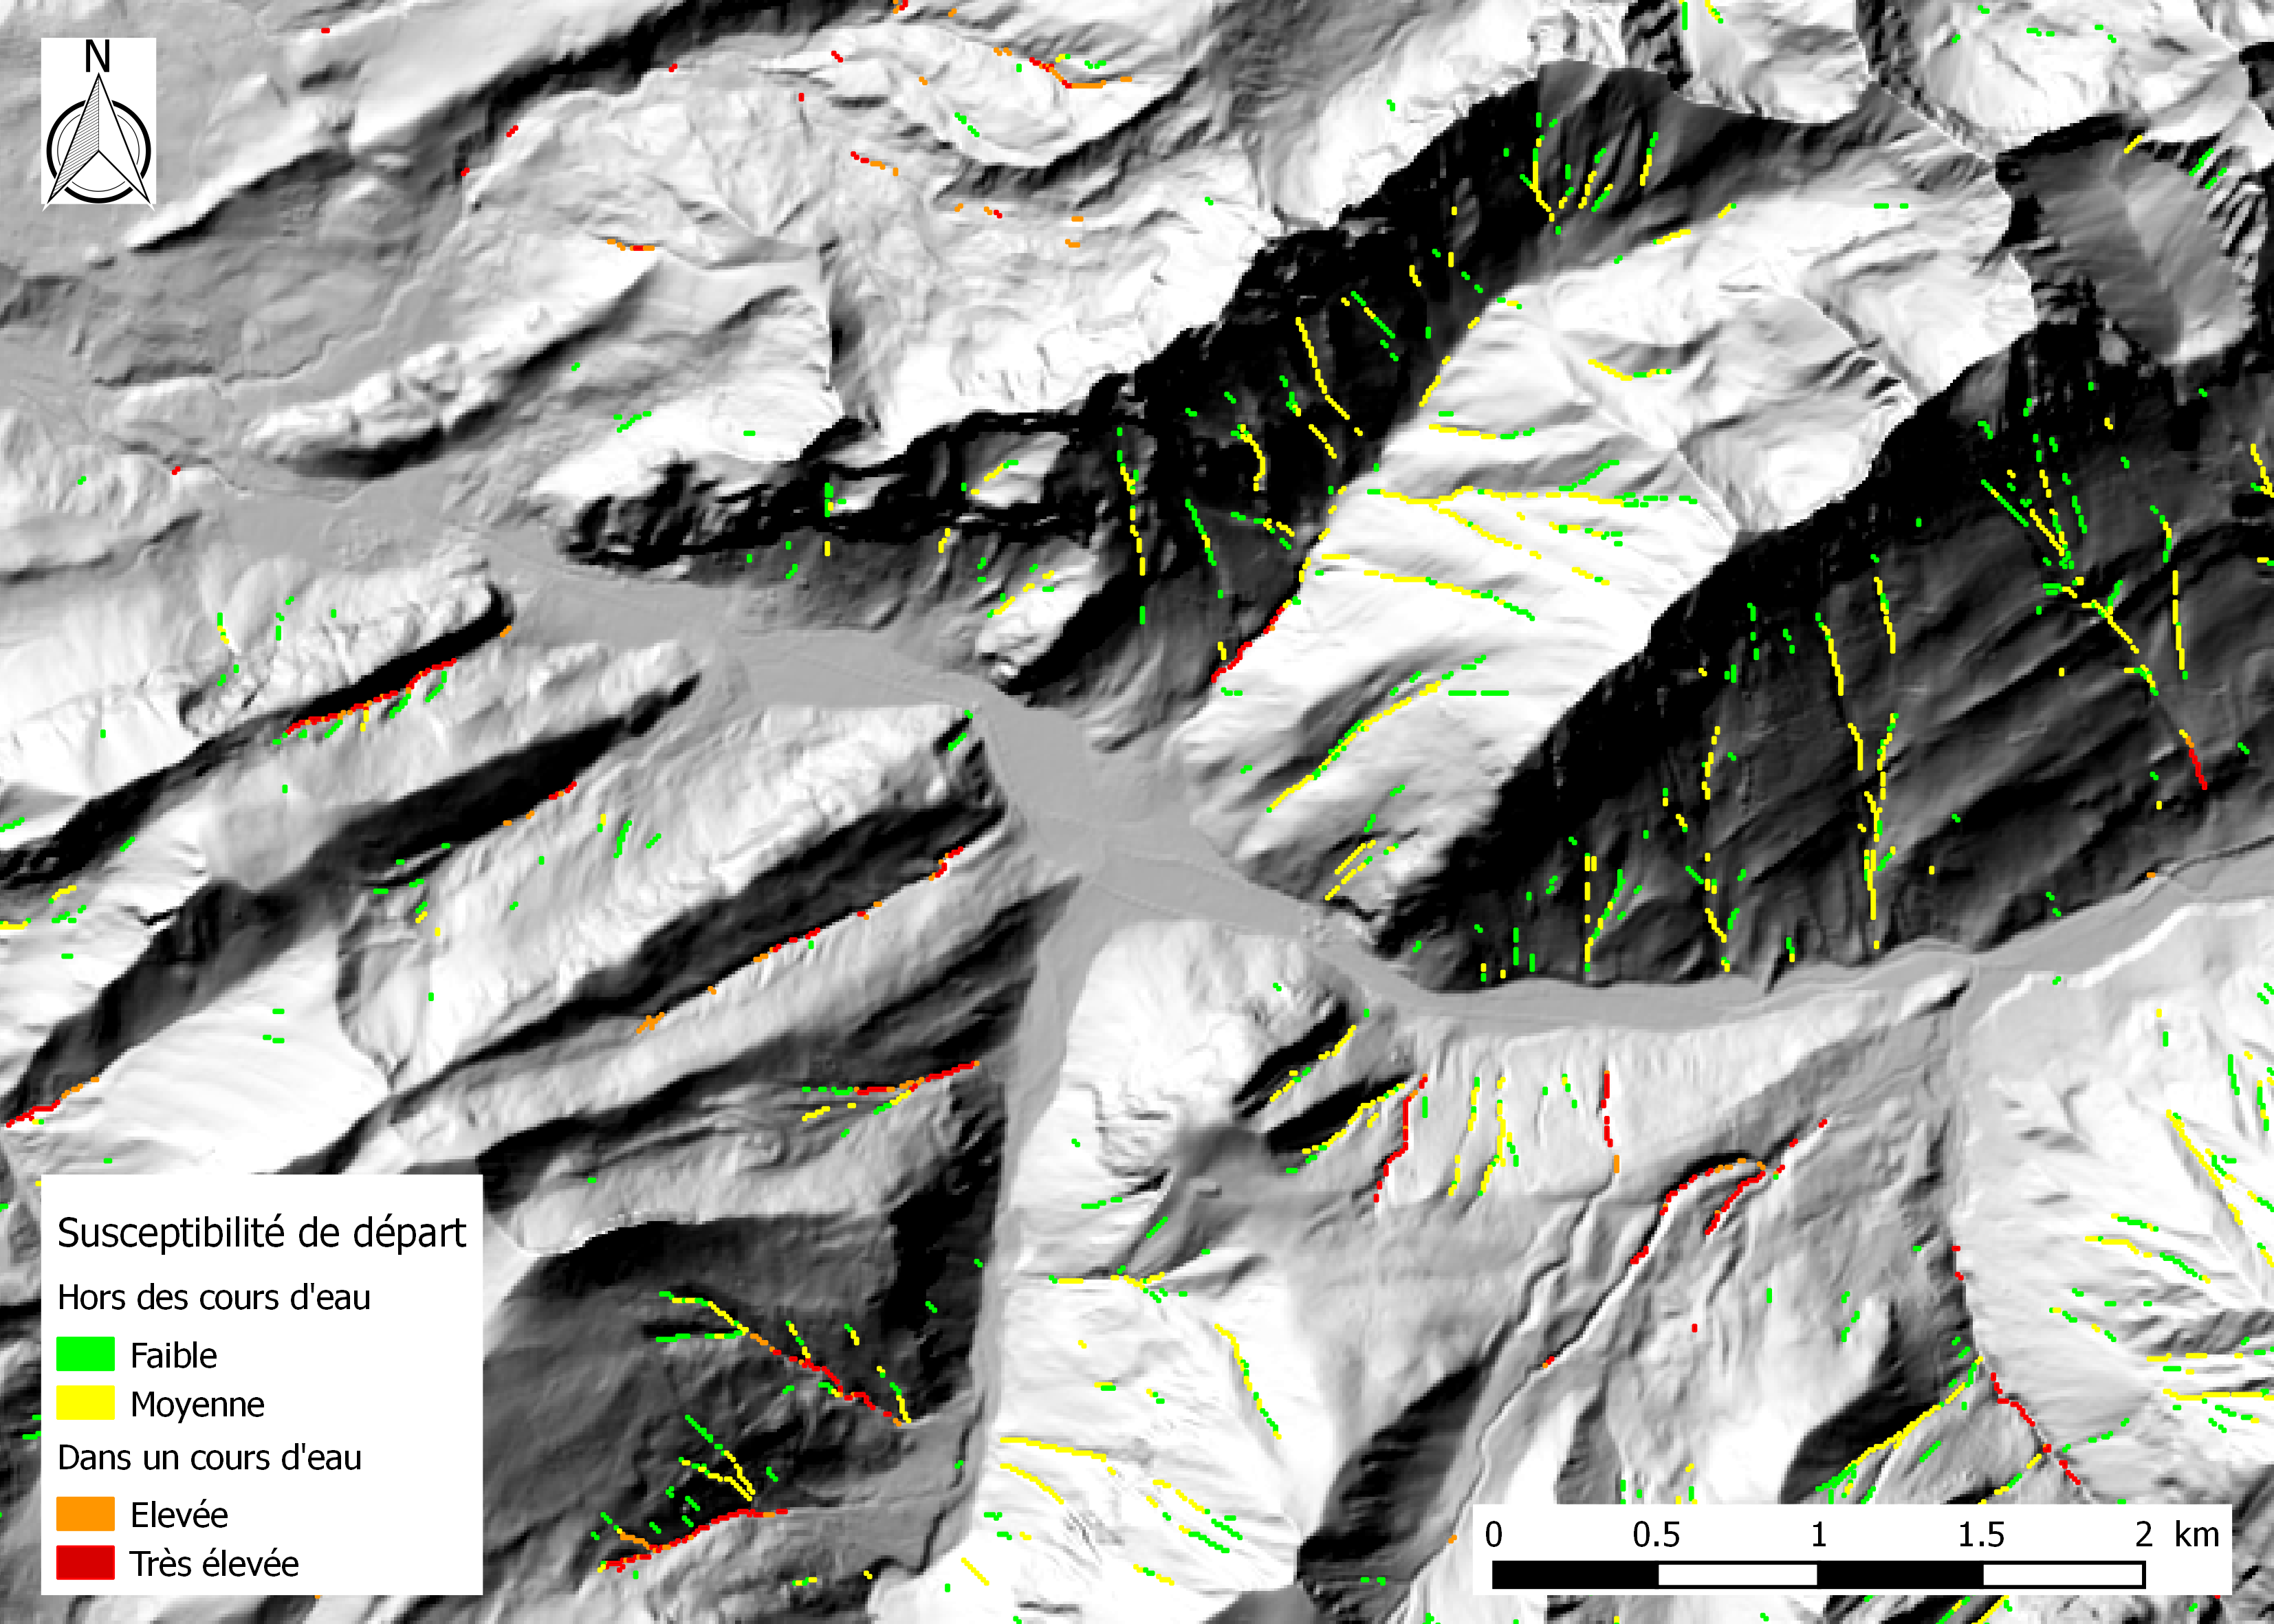 N
Susceptibilité de départ
Hors des cours d'eau
Faible
Moyenne
Dans un cours d'eau
Elevée
Très élevée
0 0.5 1 1.5 2 km